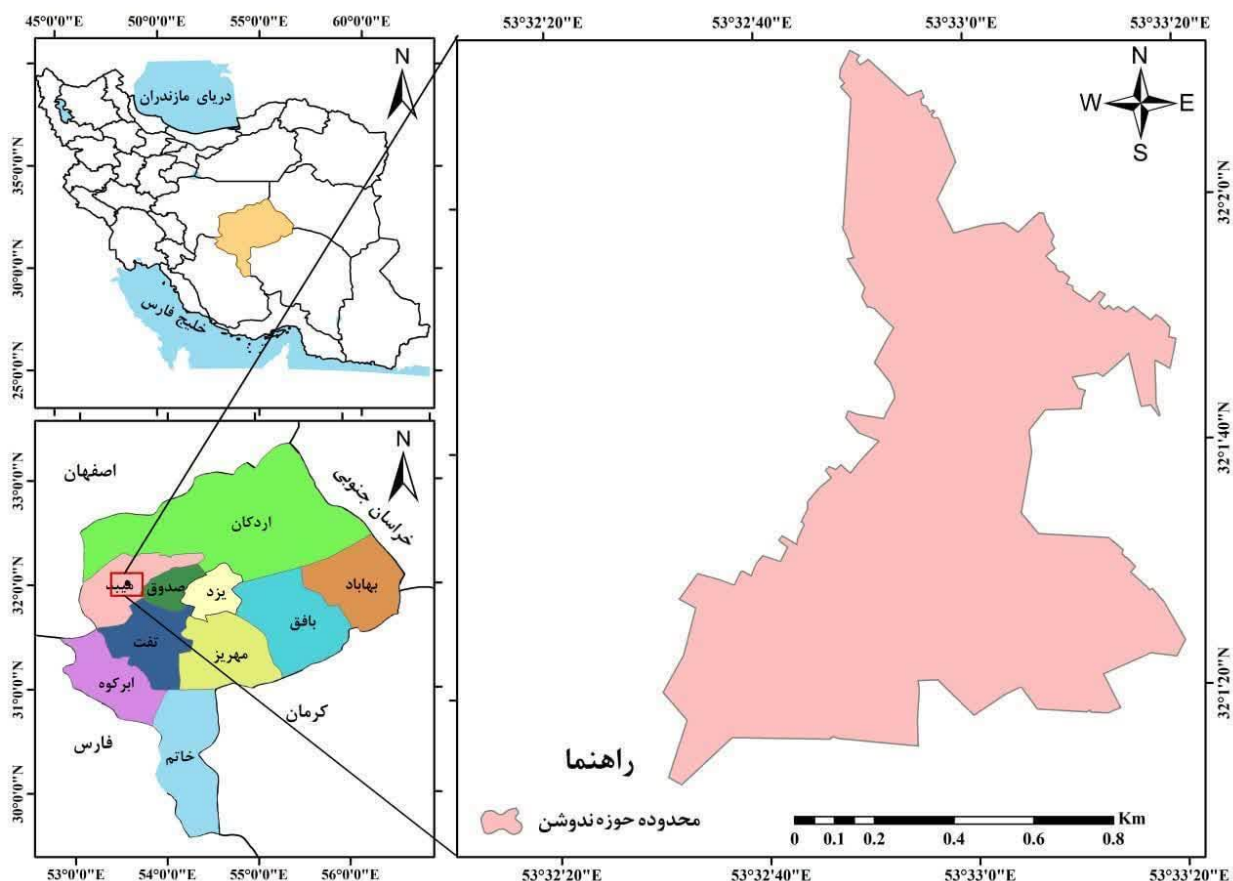 45°0'0"E 50°0'0"E 55°0'0"E 60°0'0"E
35°0'0"N
30°0'0"N
25°0'0"N
N
دریای مازندران
خلیج فارس
53°0'0"E 54°0'0"E 55°0'0"E 56°0'0"E
33°0'0"N
32°0'0"N
31°0'0"N
30°0'0"N
N
اصفهان
خراسان جنوبی
اردکان
میبد
صدوق
یزد
بافق
بهاباد
تفت
مهریز
ابرکوه
کرمان
فارس
خاتم
53°32'20"E 53°32'40"E 53°33'0"E 53°33'20"E
N
W E
S
32°2'0"N
32°1'40"N
32°1'20"N
راهنما
محدوده حوزه ندوشن
Km
0 0.1 0.2 0.4 0.6 0.8
53°32'20"E 53°32'40"E 53°33'0"E 53°33'20"E